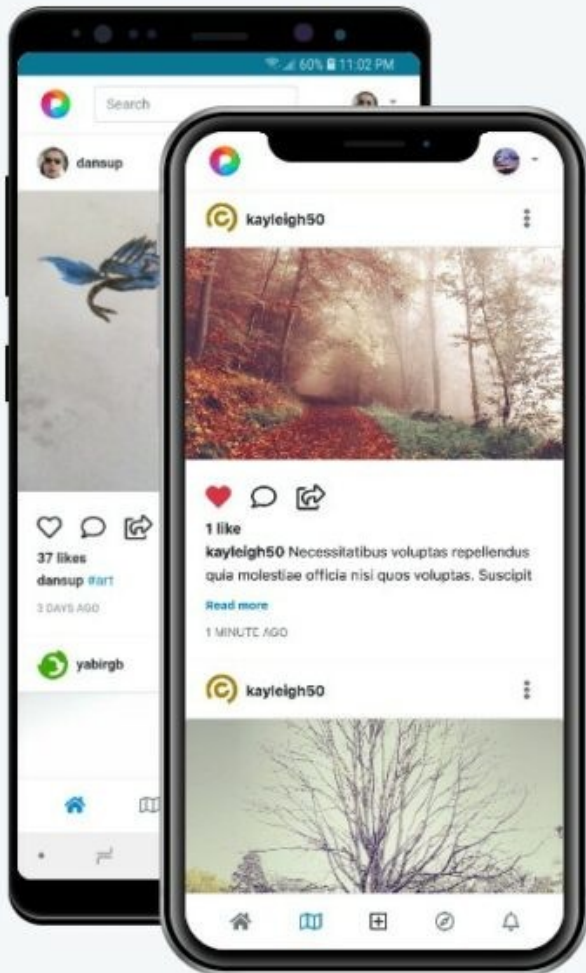 60% 11:02 PM
Search
dansup
37 likes
dansup #art
3 DAYS AGO
yabirgb
kayleigh50
1 like
kayleigh50 Necessitatibus voluptas repellendus
quia molestiae officia nisi quos voluptas. Suscipit
Read more
1 MINUTE AGO
kayleigh50